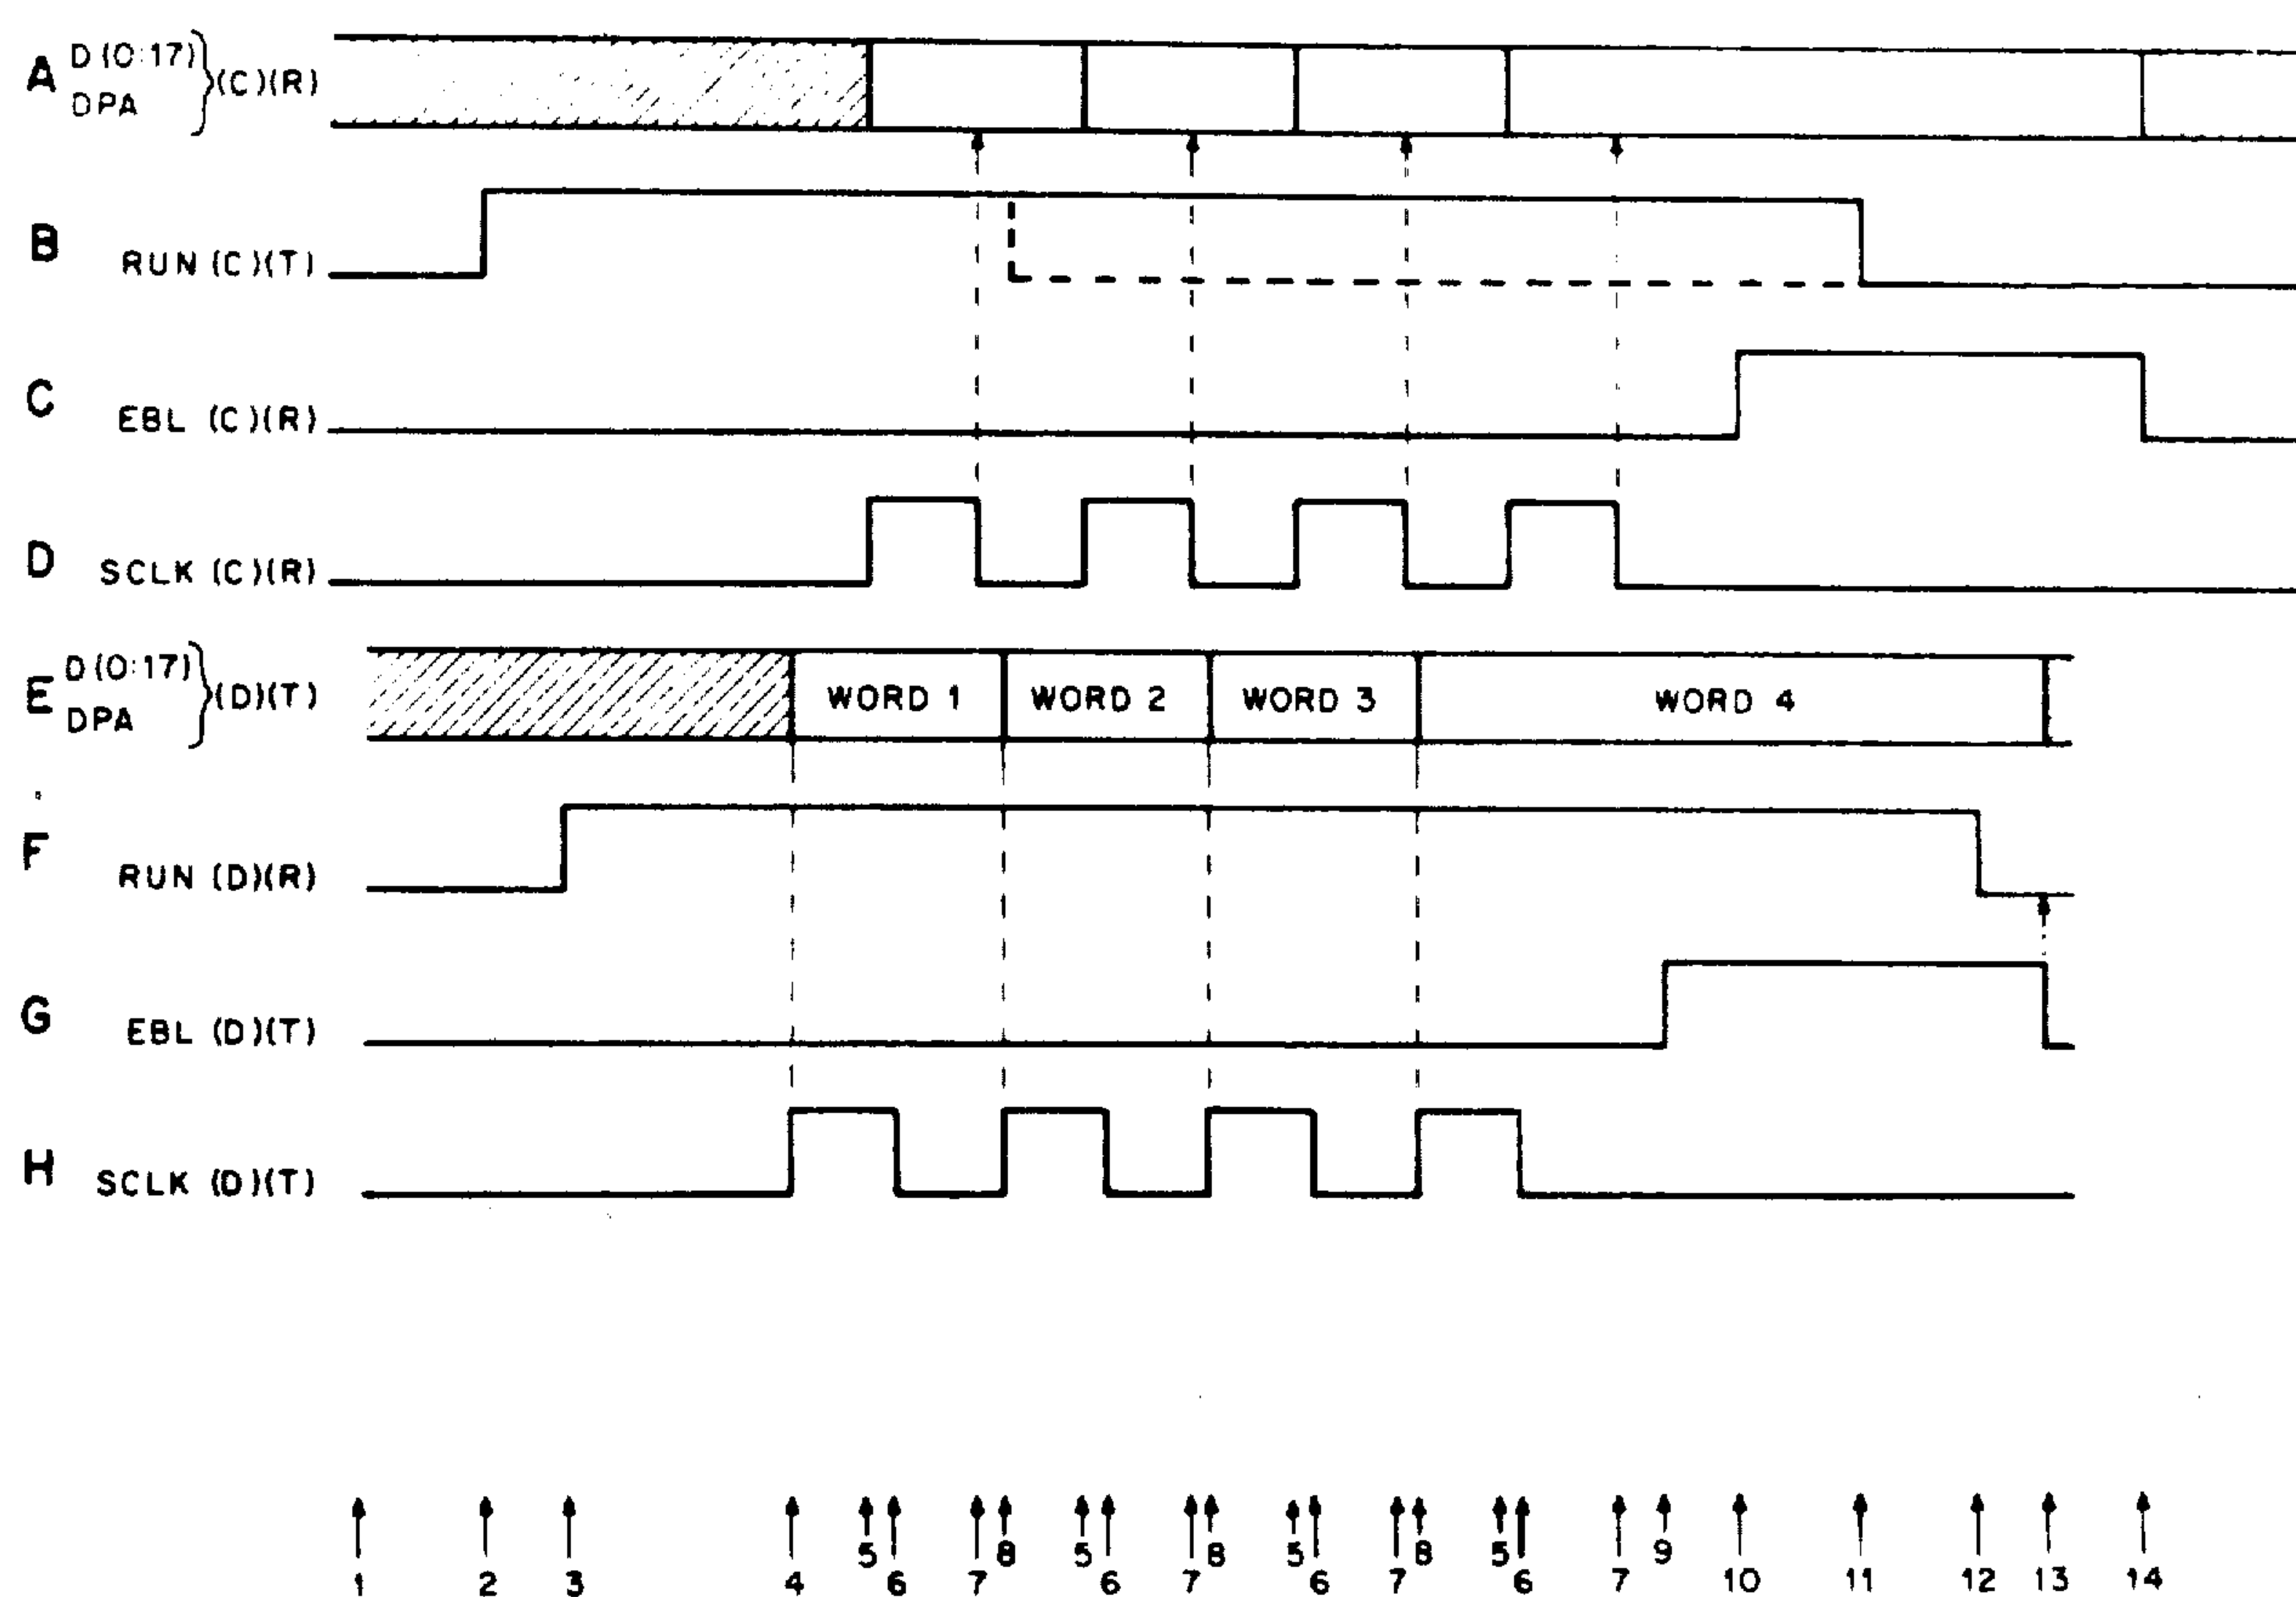 A D(0:17) DPA } (C)(R)
B RUN (C)(T)
C EBL (C)(R)
D SCLK (C)(R)
E D(0:17) DPA } (D)(T)
WORD 1 WORD 2 WORD 3 WORD 4
F RUN (D)(R)
G EBL (D)(T)
H SCLK (D)(T)
5 8 5 8 5 8 5 9
1 2 3 4 6 7 6 7 6 7 6 7 10 11 12 13 14